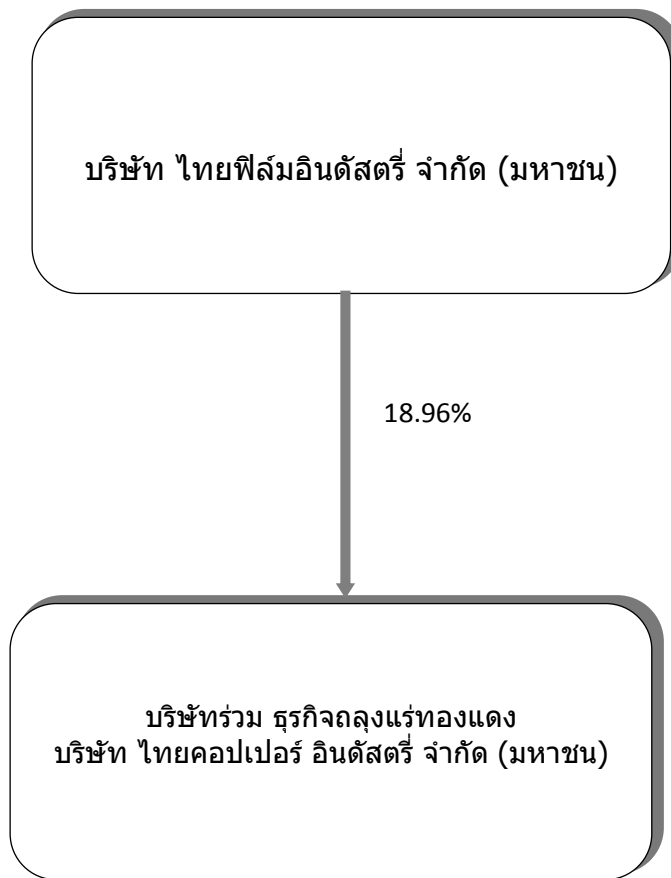 บริษัท ไทยฟิล์มอินดัสตรี่ จำกัด (มหาชน)
18.96%
บริษัทร่วม ธุรกิจถลุงแร่ทองแดง
บริษัท ไทยคอปเปอร์ อินดัสตรี่ จำกัด (มหาชน)